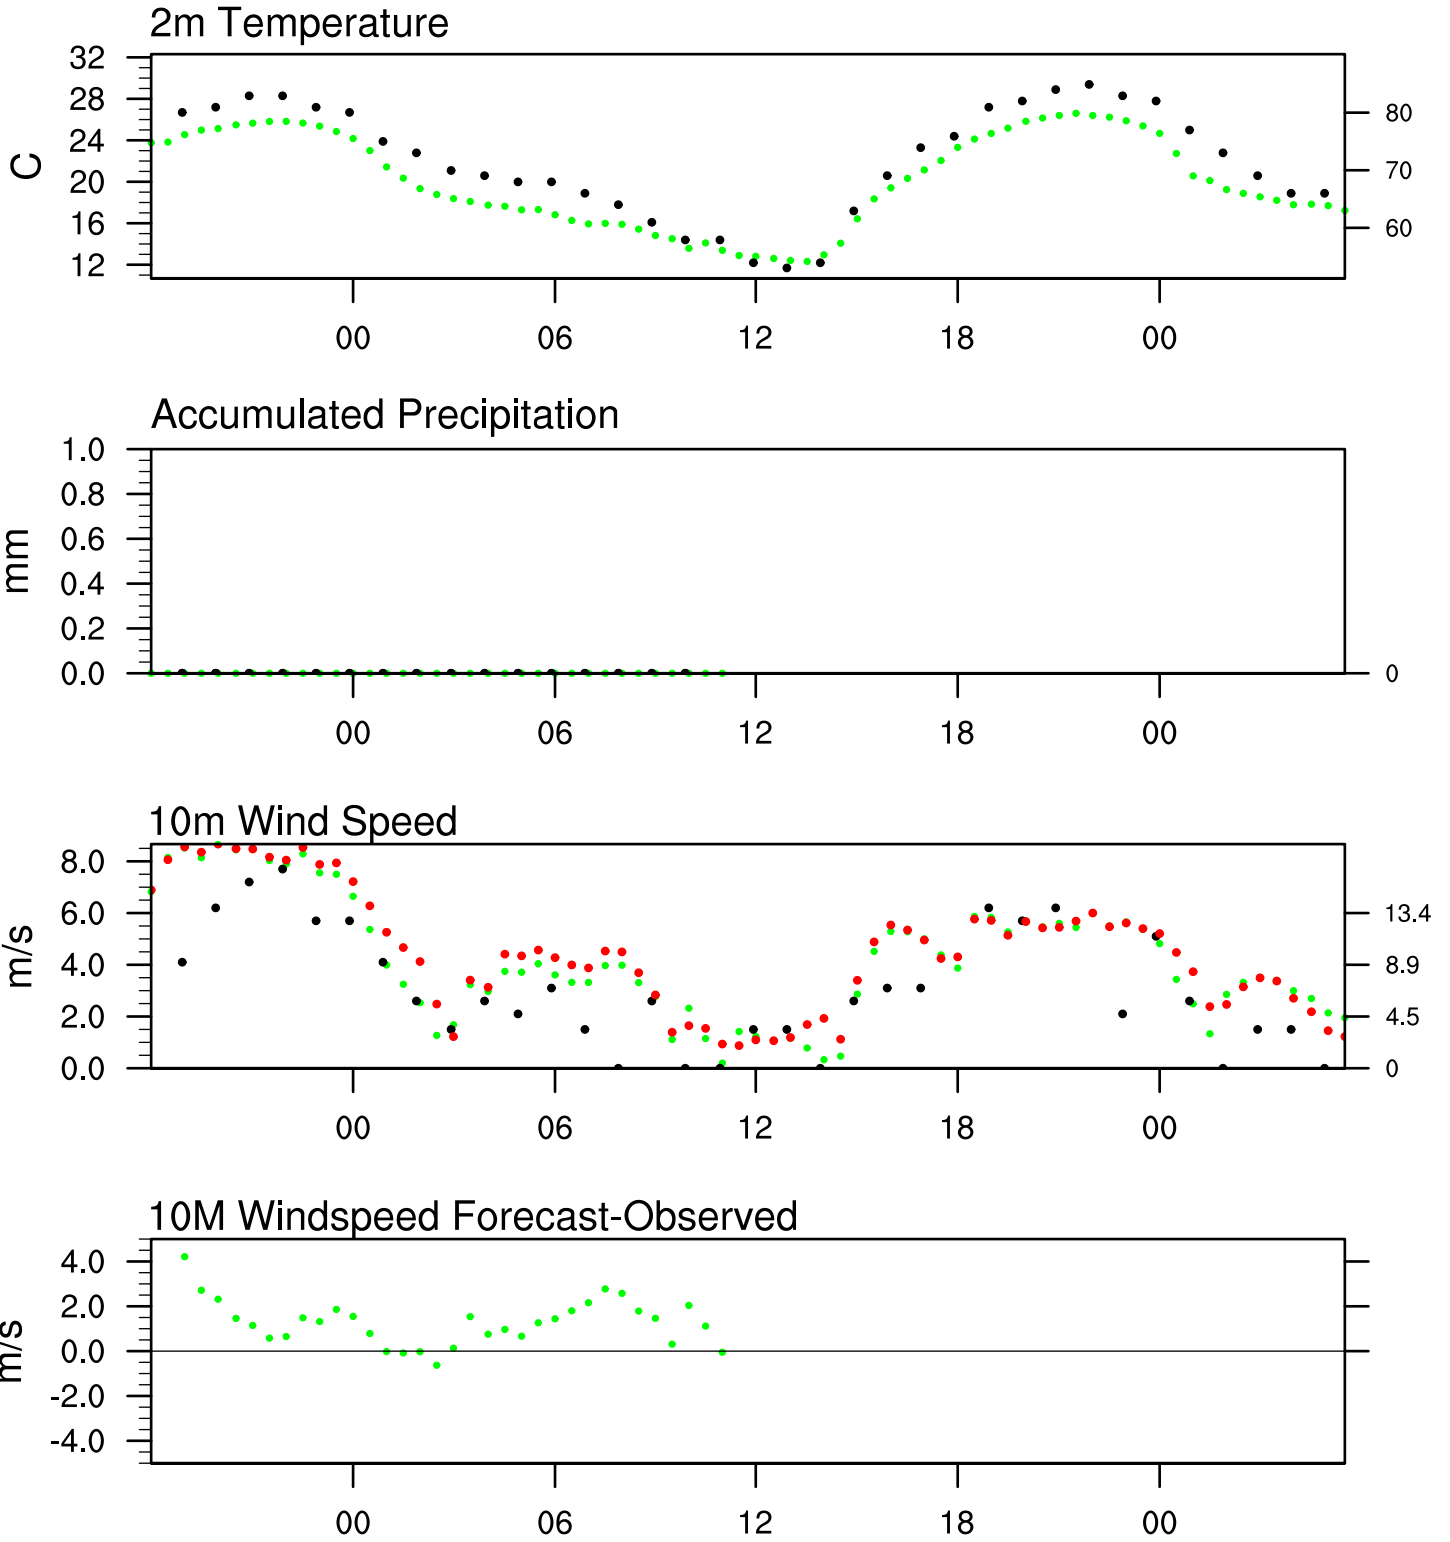 2m Temperature
32
28
24
20
16
12
C
80
70
60
00 06 12 18 00
Accumulated Precipitation
1.0
0.8
0.6
0.4
0.2
0.0
mm
0
00 06 12 18 00
10m Wind Speed
8.0
6.0
4.0
2.0
0.0
m/s
13.4
8.9
4.5
0
00 06 12 18 00
10M Windspeed Forecast-Observed
4.0
2.0
0.0
-2.0
-4.0
m/s
00 06 12 18 00